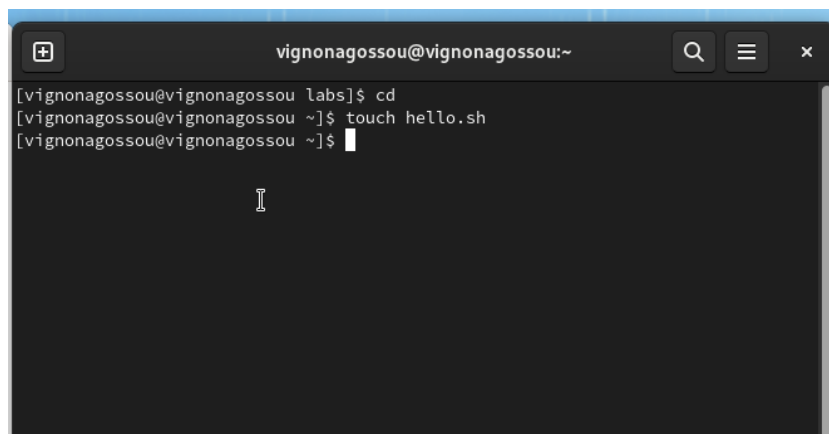 vignonagossou@vignonagossou:~
[vignonagossou@vignonagossou labs]$ cd
[vignonagossou@vignonagossou ~]$ touch hello.sh
[vignonagossou@vignonagossou ~]$